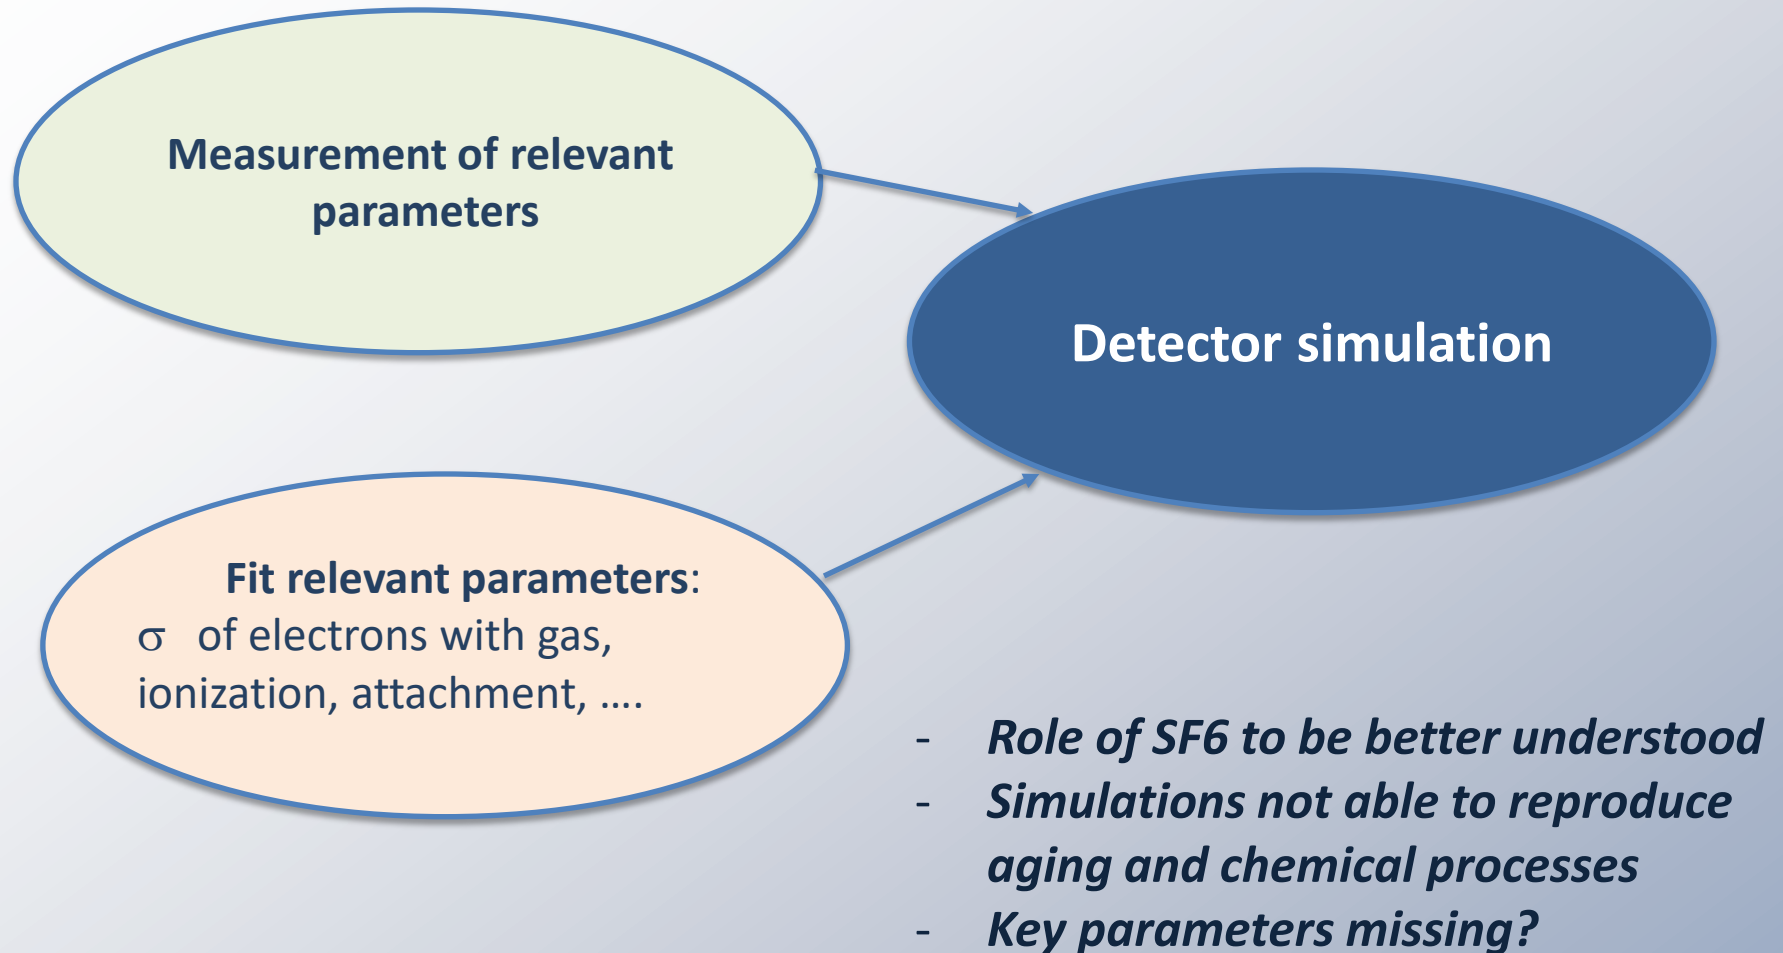 Measurement of relevant
parameters
Detector simulation
Fit relevant parameters:
σ of electrons with gas,
ionization, attachment, ....
- Role of SF6 to be better understood
- Simulations not able to reproduce
aging and chemical processes
- Key parameters missing?